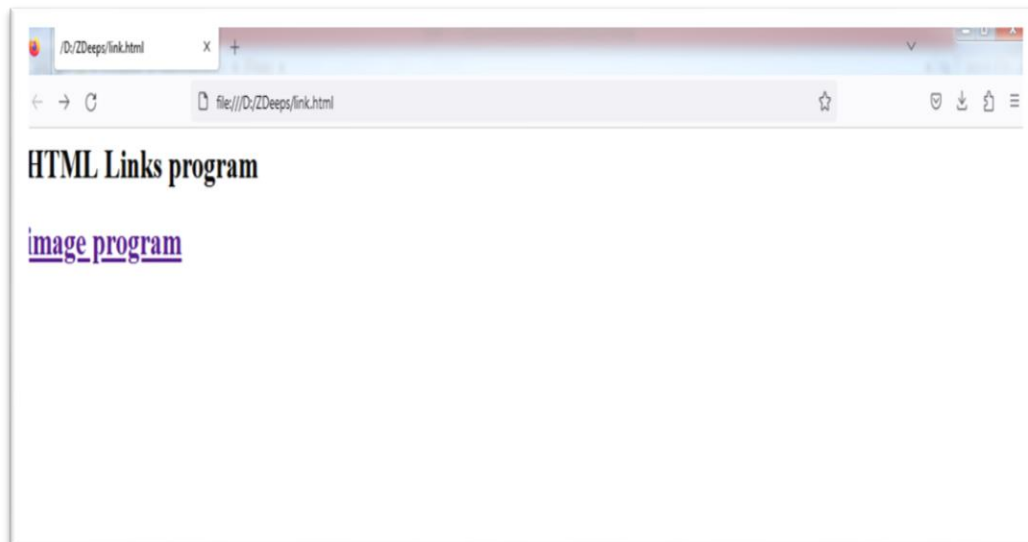 /D:/ZDeeps/link.html X +
file:///D:/ZDeeps/link.html
HTML Links program
image program